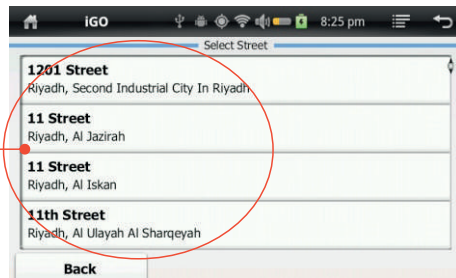 iGO
8:25 pm
Select Street
1201 Street
Riyadh, Second Industrial City In Riyadh
11 Street
Riyadh, Al Jazirah
11 Street
Riyadh, Al Iskan
11th Street
Riyadh, Al Ulayah Al Sharqeyah
Back